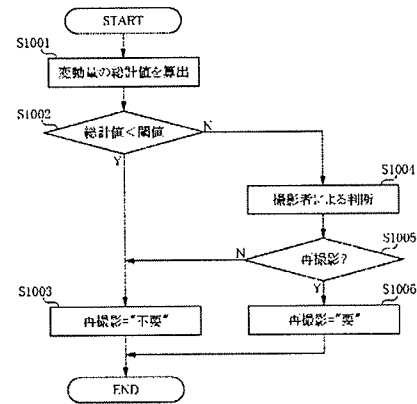 START
S1001
変動量の総計値を算出
S1002
総計値<閾値
N
Y
S1004
撮影者による判断
S1005
再撮影?
N
Y
S1003
再撮影="不要"
S1006
再撮影="要"
END